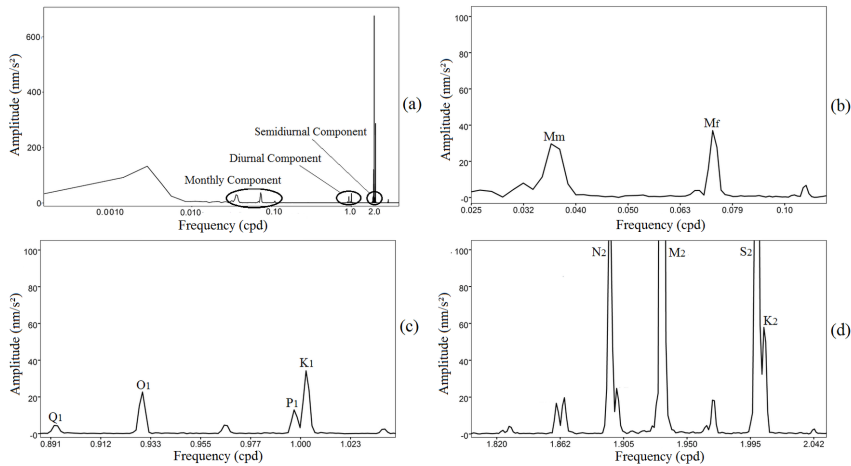 600
400
200
0
Amplitude (nm/s²)
Semidiurnal Component
Diurnal Component
Monthly Component
0.0010 0.010 0.10 1.0 2.0
Frequency (cpd)
(a)
100
80
60
40
20
-0
Amplitude (nm/s²)
Mm
Mf
0.025 0.032 0.040 0.050 0.063 0.079 0.10
Frequency (cpd)
(b)
100
80
60
40
20
0
Amplitude (nm/s²)
Q1
O1
P1
K1
0.891 0.912 0.933 0.955 0.977 1.000 1.023
Frequency (cpd)
(c)
100
80
60
40
20
-0
Amplitude (nm/s²)
N2
M2
S2
K2
1.820 1.862 1.905 1.950 1.995 2.042
Frequency (cpd)
(d)